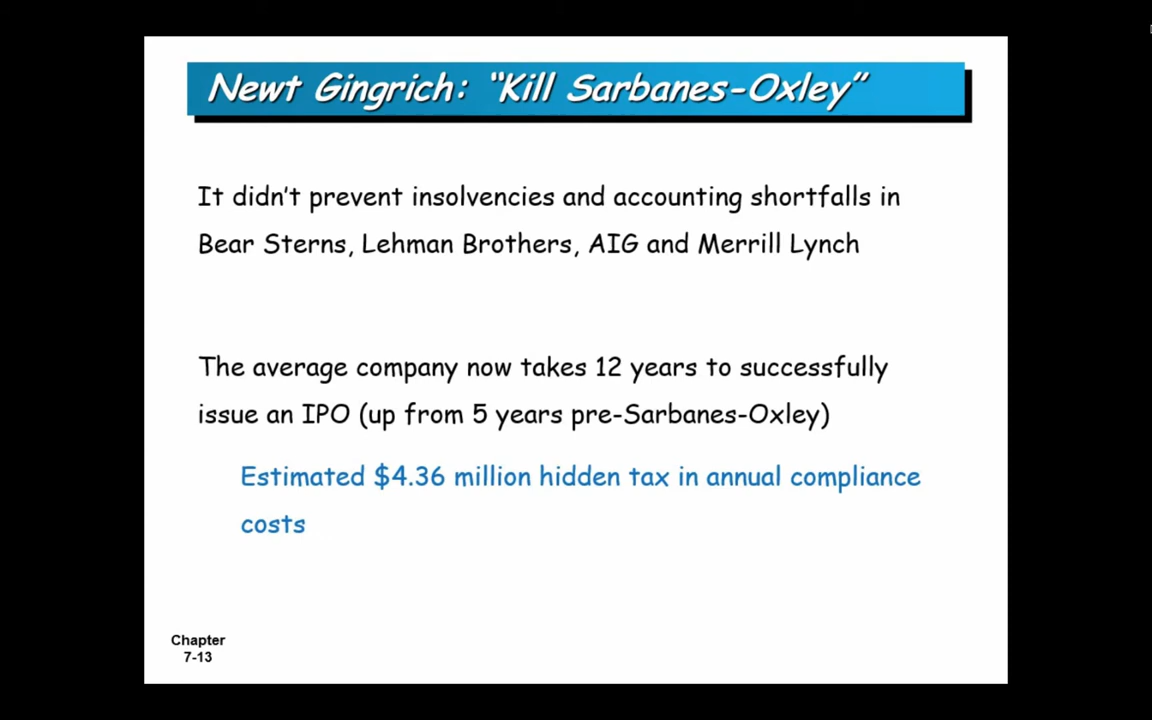 Newt Gingrich: “Kill Sarbanes-Oxley”
It didn’t prevent insolvencies and accounting shortfalls in
Bear Sterns, Lehman Brothers, AIG and Merrill Lynch
The average company now takes 12 years to successfully
issue an IPO (up from 5 years pre-Sarbanes-Oxley)
Estimated $4.36 million hidden tax in annual compliance
costs
Chapter
7-13